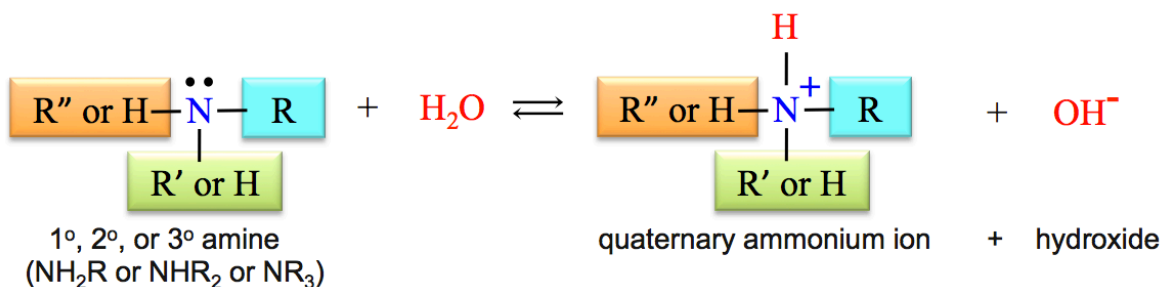 H
R″ or H–N–R + H₂O ⇌ R″ or H–N⁺–R + OH⁻
R′ or H R′ or H
1º, 2º, or 3º amine quaternary ammonium ion + hydroxide
(NH₂R or NHR₂ or NR₃)